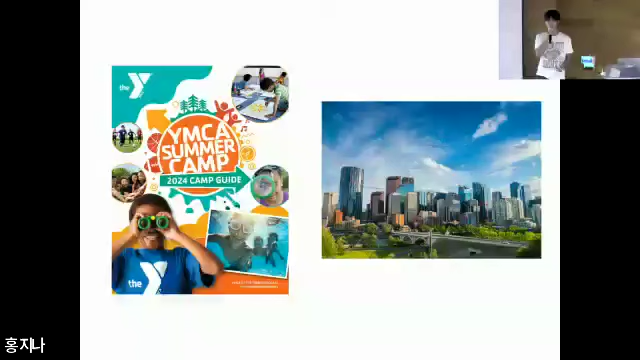 the Y
YMCA
SUMMER
CAMP
2024 CAMP GUIDE
the Y
홍지나